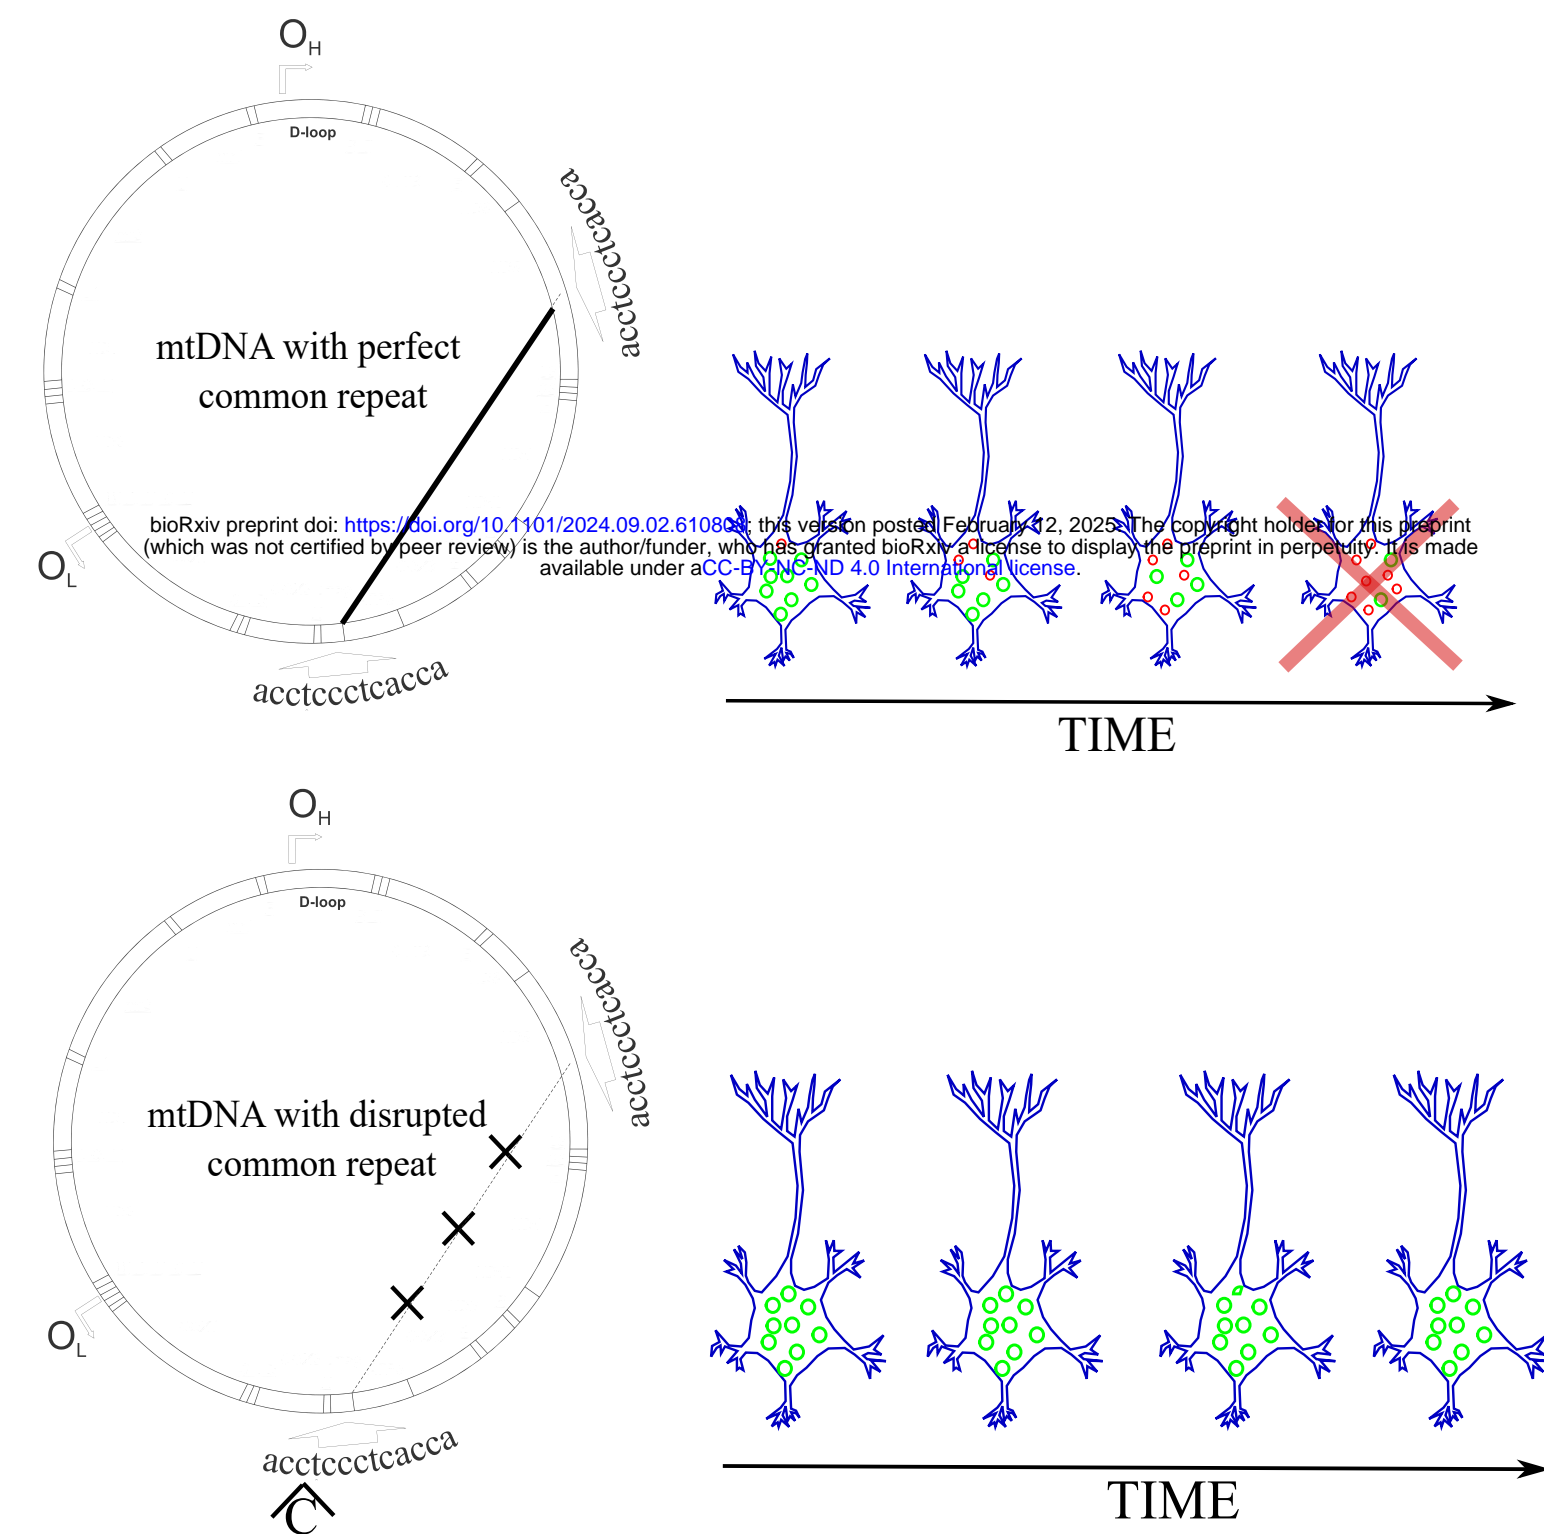 OH
D-loop
acctccctcacca
mtDNA with perfect
common repeat
bioRxiv preprint doi: https://doi.org/10.1101/2024.09.02.610808; this version posted February 12, 2025. The copyright holder for this preprint
(which was not certified by peer review) is the author/funder, who has granted bioRxiv a license to display the preprint in perpetuity. It is made
available under aCC-BY-NC-ND 4.0 International license.
OL
acctccctcacca
TIME
OH
D-loop
acctccctcacca
mtDNA with disrupted
common repeat
OL
acctccctcacca
C
TIME